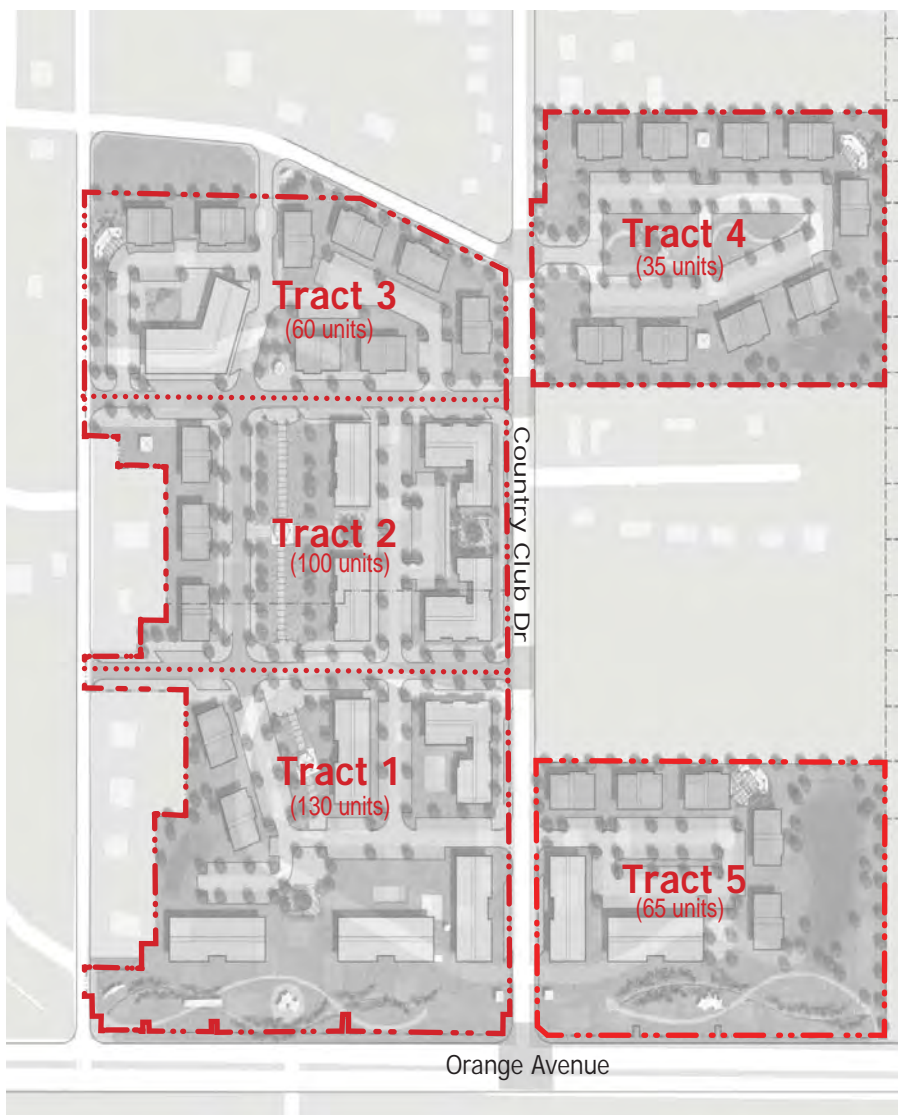 Tract 4
(35 units)
Tract 3
(60 units)
Country Club Dr
Tract 2
(100 units)
Tract 1
(130 units)
Tract 5
(65 units)
Orange Avenue